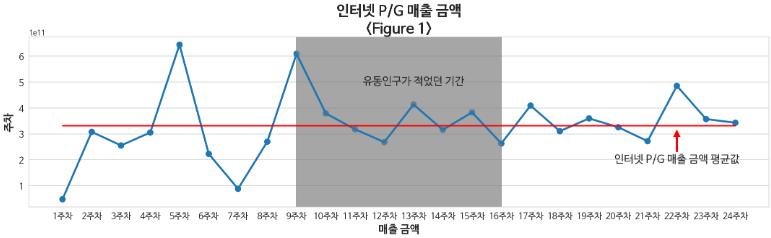 인터넷 P/G 매출 금액
<Figure 1>
1e11
6
5
4
3
2
1
주차
유동인구가 적었던 기간
인터넷 P/G 매출 금액 평균값
1주차 2주차 3주차 4주차 5주차 6주차 7주차 8주차 9주차 10주차 11주차 12주차 13주차 14주차 15주차 16주차 17주차 18주차 19주차 20주차 21주차 22주차 23주차 24주차
매출 금액